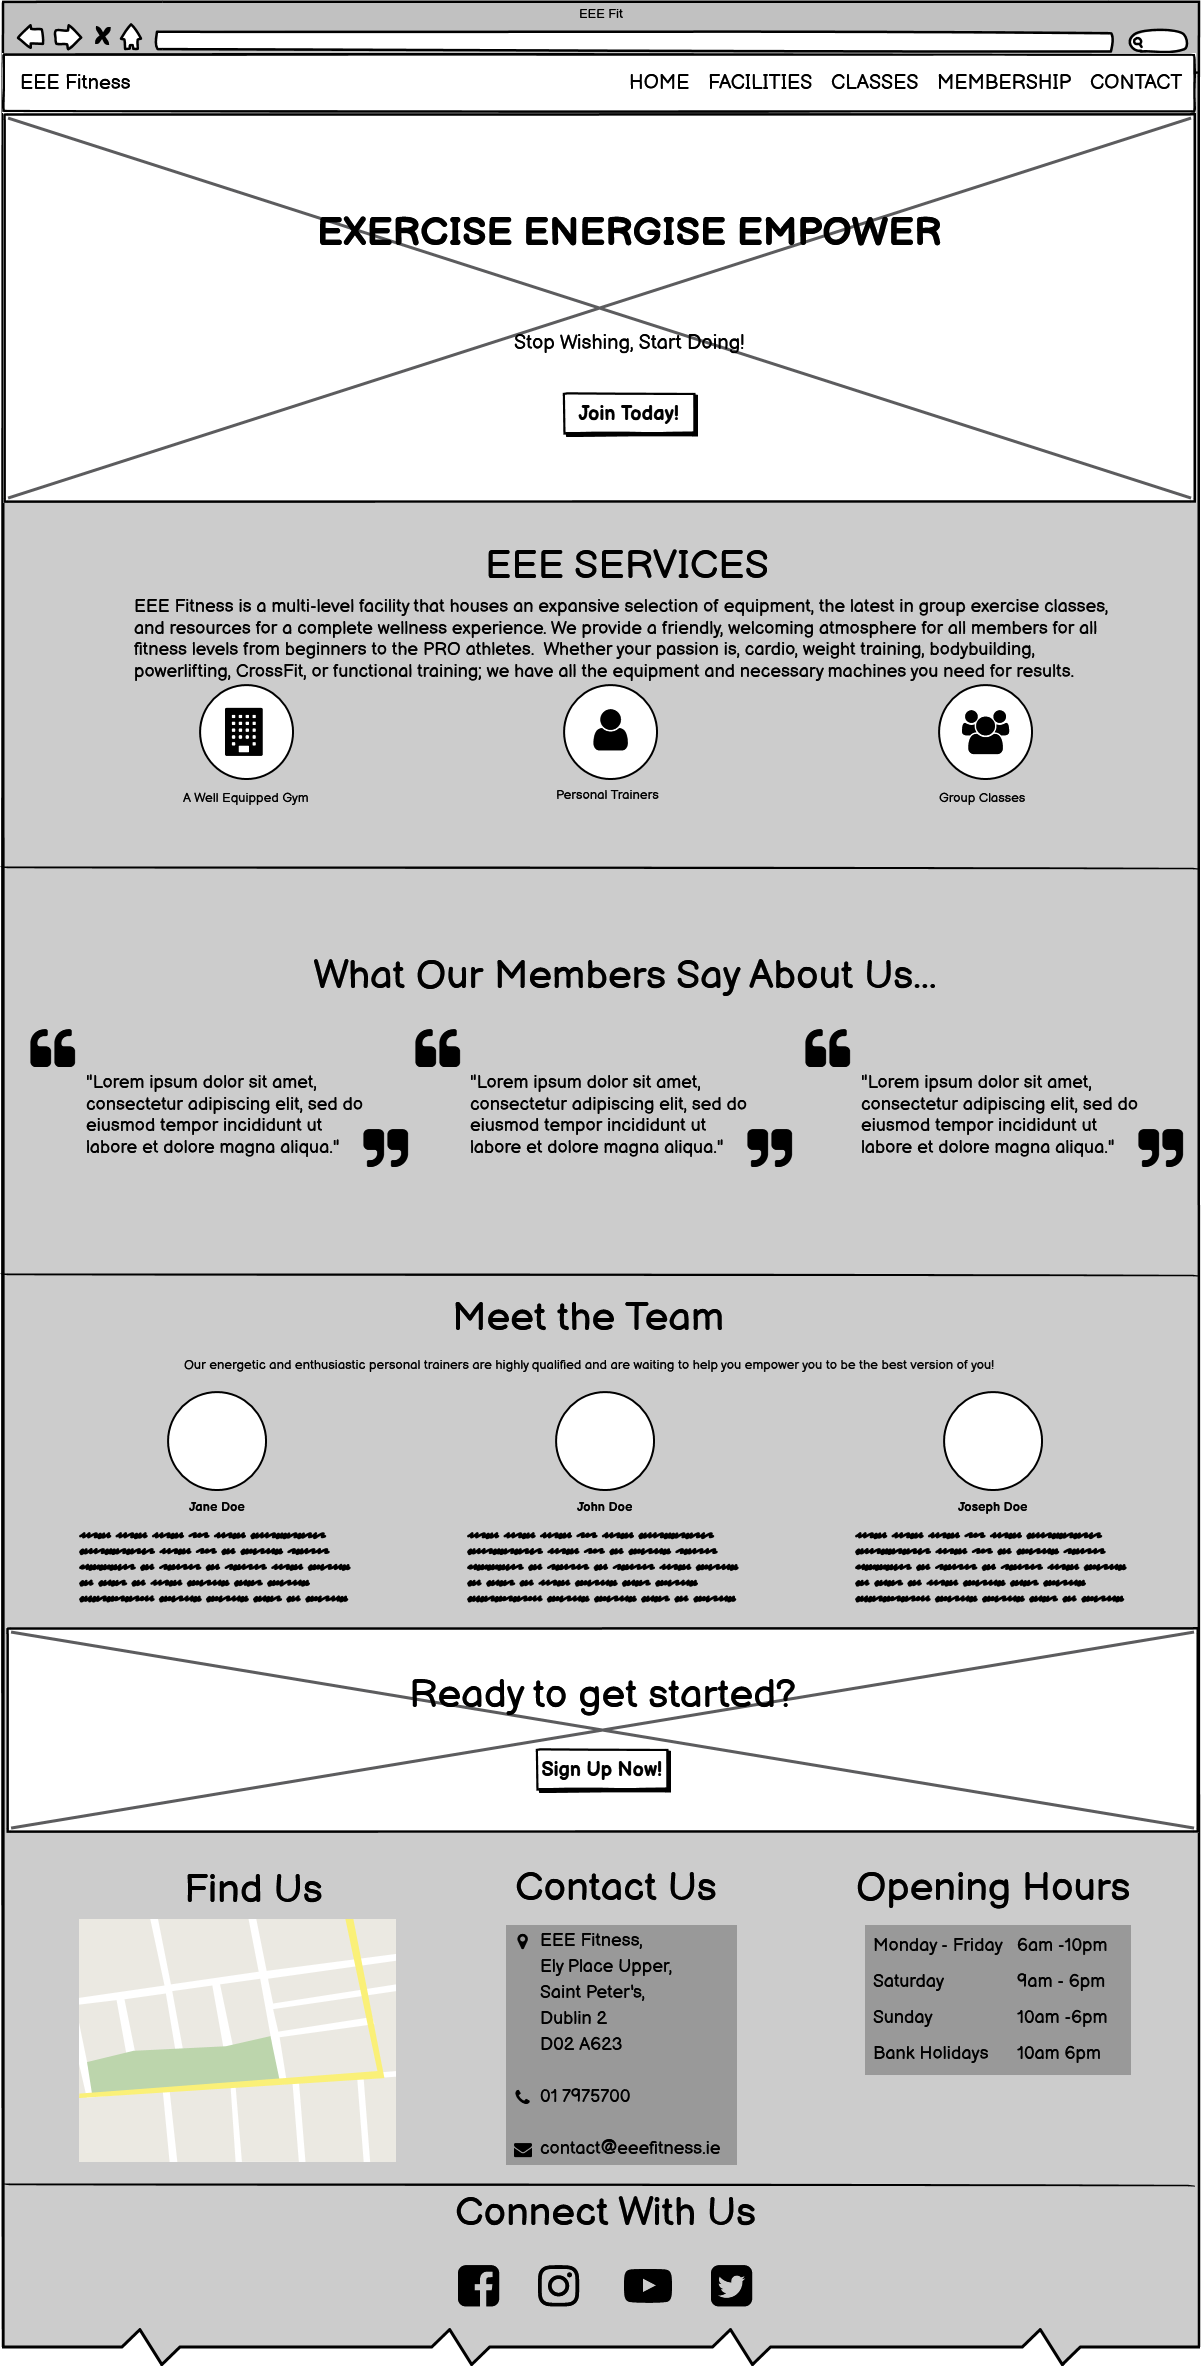 EEE Fit
EEE Fitness HOME FACILITIES CLASSES MEMBERSHIP CONTACT
EXERCISE ENERGISE EMPOWER
Stop Wishing, Start Doing!
Join Today!
EEE SERVICES
EEE Fitness is a multi-level facility that houses an expansive selection of equipment, the latest in group exercise classes,
and resources for a complete wellness experience. We provide a friendly, welcoming atmosphere for all members for all
fitness levels from beginners to the PRO athletes.  Whether your passion is, cardio, weight training, bodybuilding,
powerlifting, CrossFit, or functional training; we have all the equipment and necessary machines you need for results.
A Well Equipped Gym
Personal Trainers
Group Classes
What Our Members Say About Us...
"Lorem ipsum dolor sit amet,
consectetur adipiscing elit, sed do
eiusmod tempor incididunt ut
labore et dolore magna aliqua."
"Lorem ipsum dolor sit amet,
consectetur adipiscing elit, sed do
eiusmod tempor incididunt ut
labore et dolore magna aliqua."
"Lorem ipsum dolor sit amet,
consectetur adipiscing elit, sed do
eiusmod tempor incididunt ut
labore et dolore magna aliqua."
Meet the Team
Our energetic and enthusiastic personal trainers are highly qualified and are waiting to help you empower you to be the best version of you!
Jane Doe
John Doe
Joseph Doe
Ready to get started?
Sign Up Now!
Find Us
Contact Us
EEE Fitness,
Ely Place Upper,
Saint Peter's,
Dublin 2
D02 A623
01 7975700
contact@eeefitness.ie
Opening Hours
Monday - Friday 6am -10pm
Saturday 9am - 6pm
Sunday 10am -6pm
Bank Holidays 10am 6pm
Connect With Us